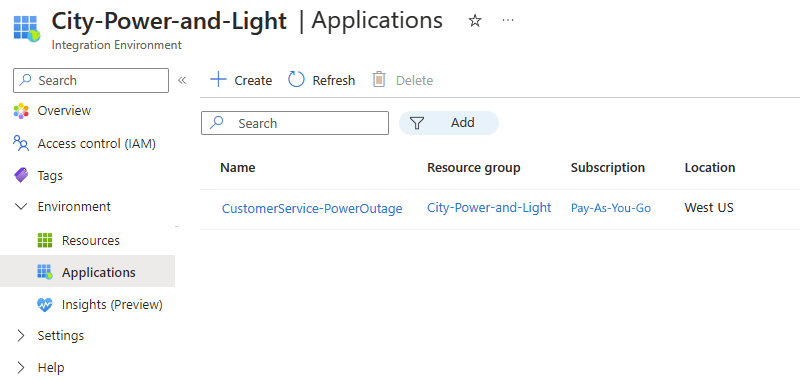 City-Power-and-Light | Applications ☆ ···
Integration Environment
Search «
Create Refresh Delete
Overview
Access control (IAM)
Tags
Environment
Resources
Applications
Insights (Preview)
Settings
Help
Search Add
Name Resource group Subscription Location
CustomerService-PowerOutage City-Power-and-Light Pay-As-You-Go West US